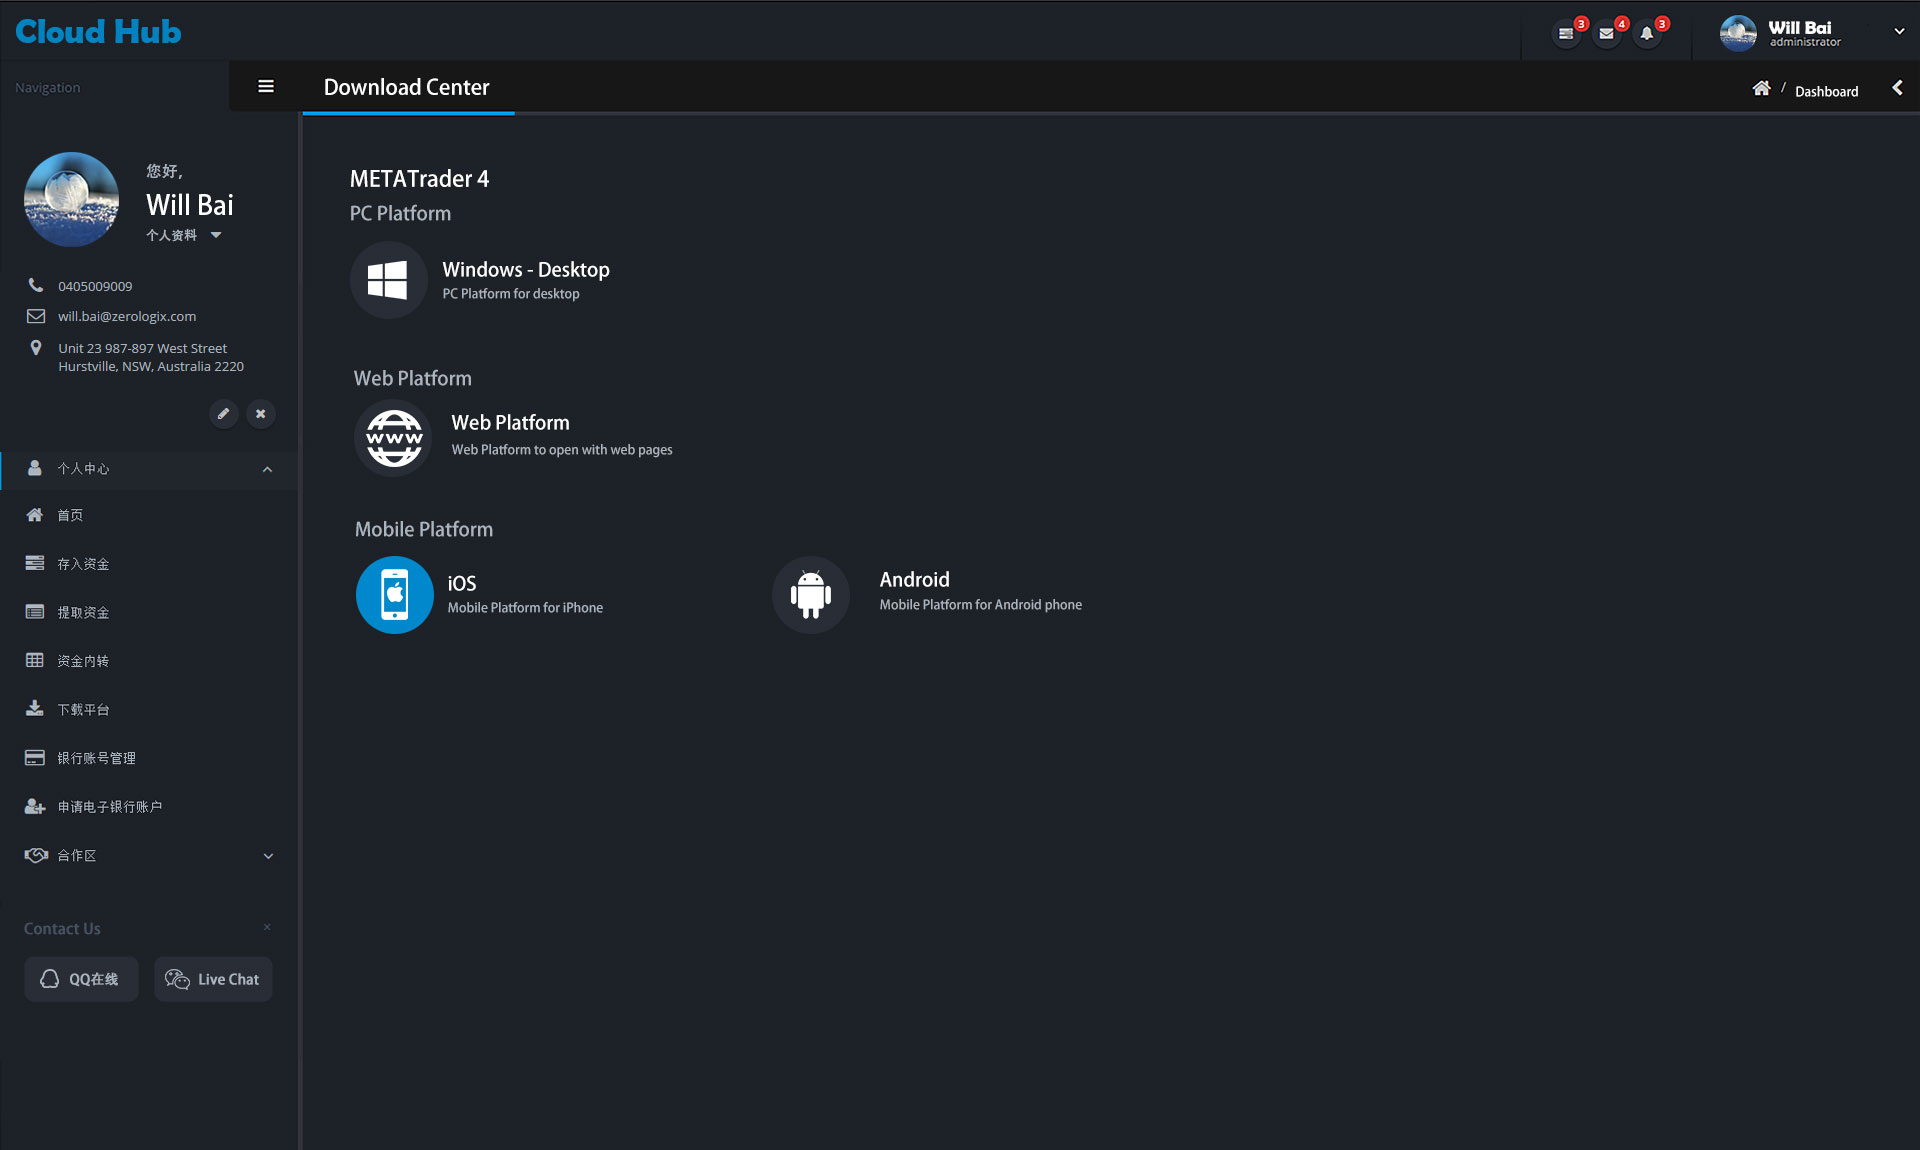 Cloud Hub
3
4
3
Will Bai
administrator
Navigation
Download Center
/ Dashboard
您好,
Will Bai
个人资料
0405009009
will.bai@zerologix.com
Unit 23 987-897 West Street
Hurstville, NSW, Australia 2220
个人中心
首页
存入资金
提取资金
资金内转
下载平台
银行账号管理
申请电子银行账户
合作区
Contact Us
×
QQ在线
Live Chat
METATrader 4
PC Platform
Windows - Desktop
PC Platform for desktop
Web Platform
www
Web Platform
Web Platform to open with web pages
Mobile Platform
iOS
Mobile Platform for iPhone
Android
Mobile Platform for Android phone